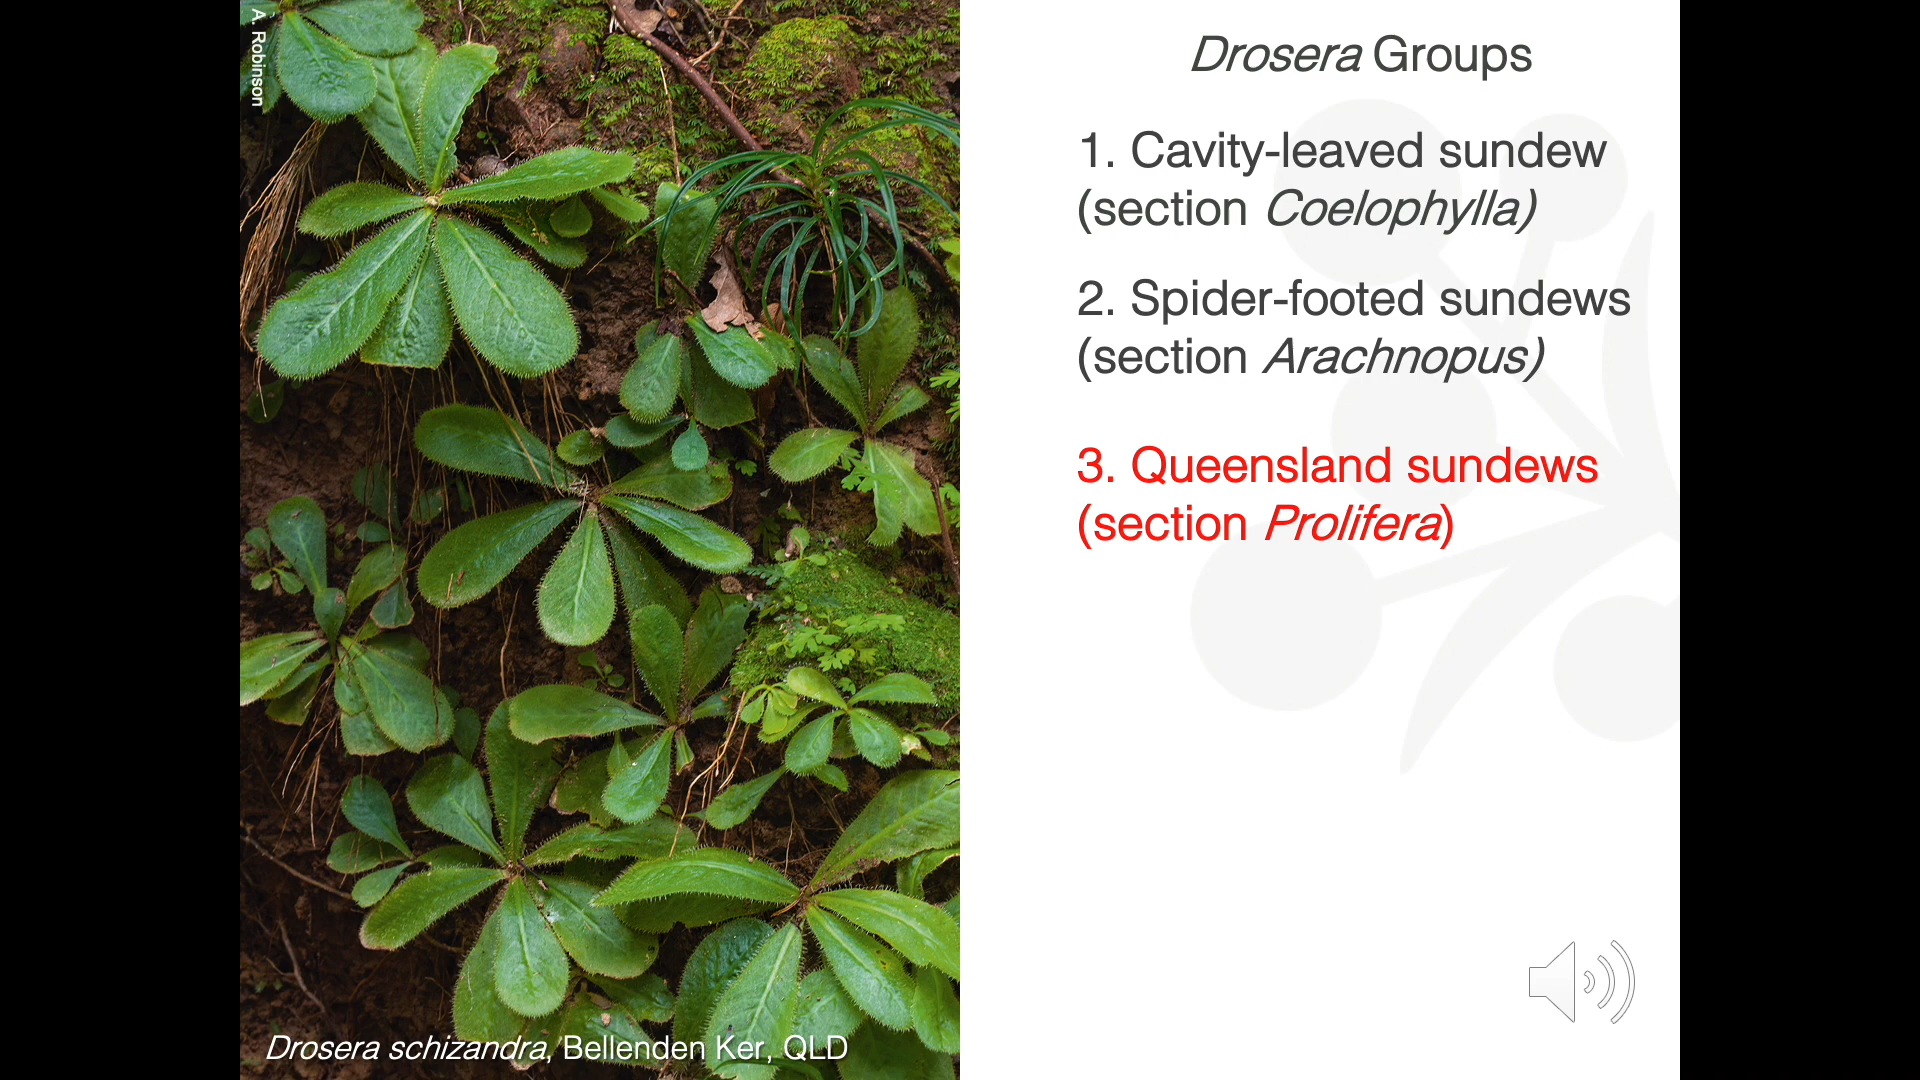 A. Robinson
Drosera schizandra, Bellenden Ker, QLD
Drosera Groups
1. Cavity-leaved sundew
(section Coelophylla)
2. Spider-footed sundews
(section Arachnopus)
3. Queensland sundews
(section Prolifera)